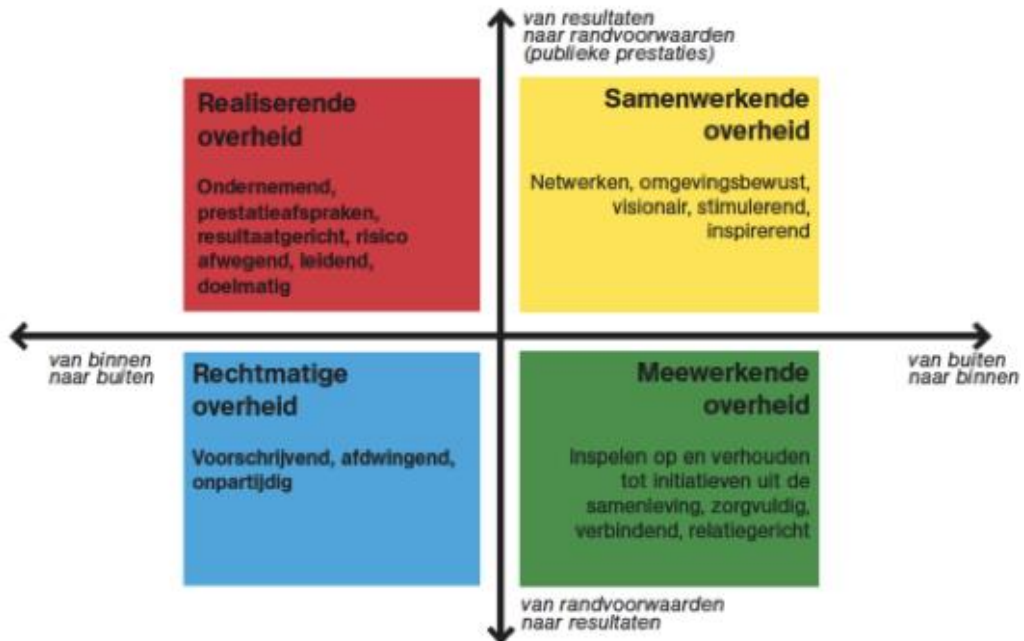 van resultaten
naar randvoorwaarden
(publieke prestaties)
Realiserende
overheid
Ondernemend,
prestatieafspraken,
resultaatgericht, risico
afwegend, leidend,
doelmatig
Samenwerkende
overheid
Netwerken, omgevingsbewust,
visionair, stimulerend,
inspirerend
van binnen
naar buiten
van buiten
naar binnen
Rechtmatige
overheid
Voorschrijvend, afdwingend,
onpartijdig
Meewerkende
overheid
Inspelen op en verhouden
tot initiatieven uit de
samenleving, zorgvuldig,
verbindend, relatiegericht
van randvoorwaarden
naar resultaten